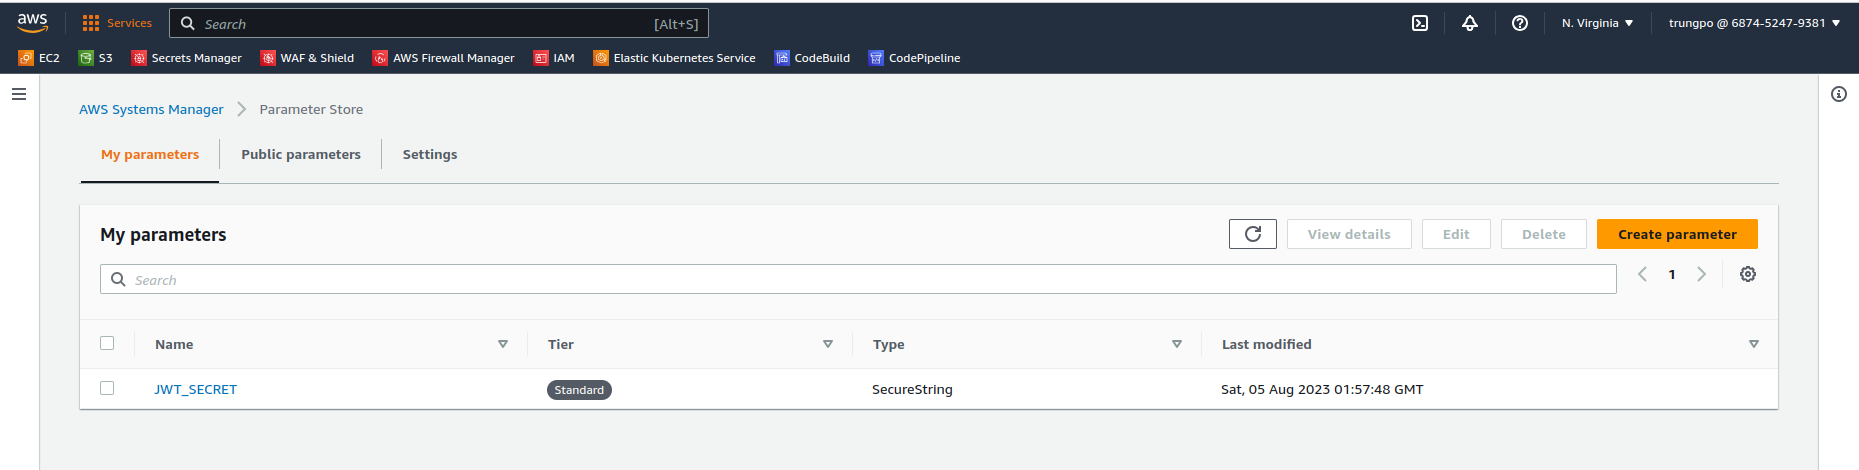 aws Services Search [Alt+S] N. Virginia trungpo @ 6874-5247-9381
EC2 S3 Secrets Manager WAF & Shield AWS Firewall Manager IAM Elastic Kubernetes Service CodeBuild CodePipeline
AWS Systems Manager Parameter Store
My parameters Public parameters Settings
My parameters View details Edit Delete Create parameter
Search 1
Name Tier Type Last modified
JWT_SECRET Standard SecureString Sat, 05 Aug 2023 01:57:48 GMT